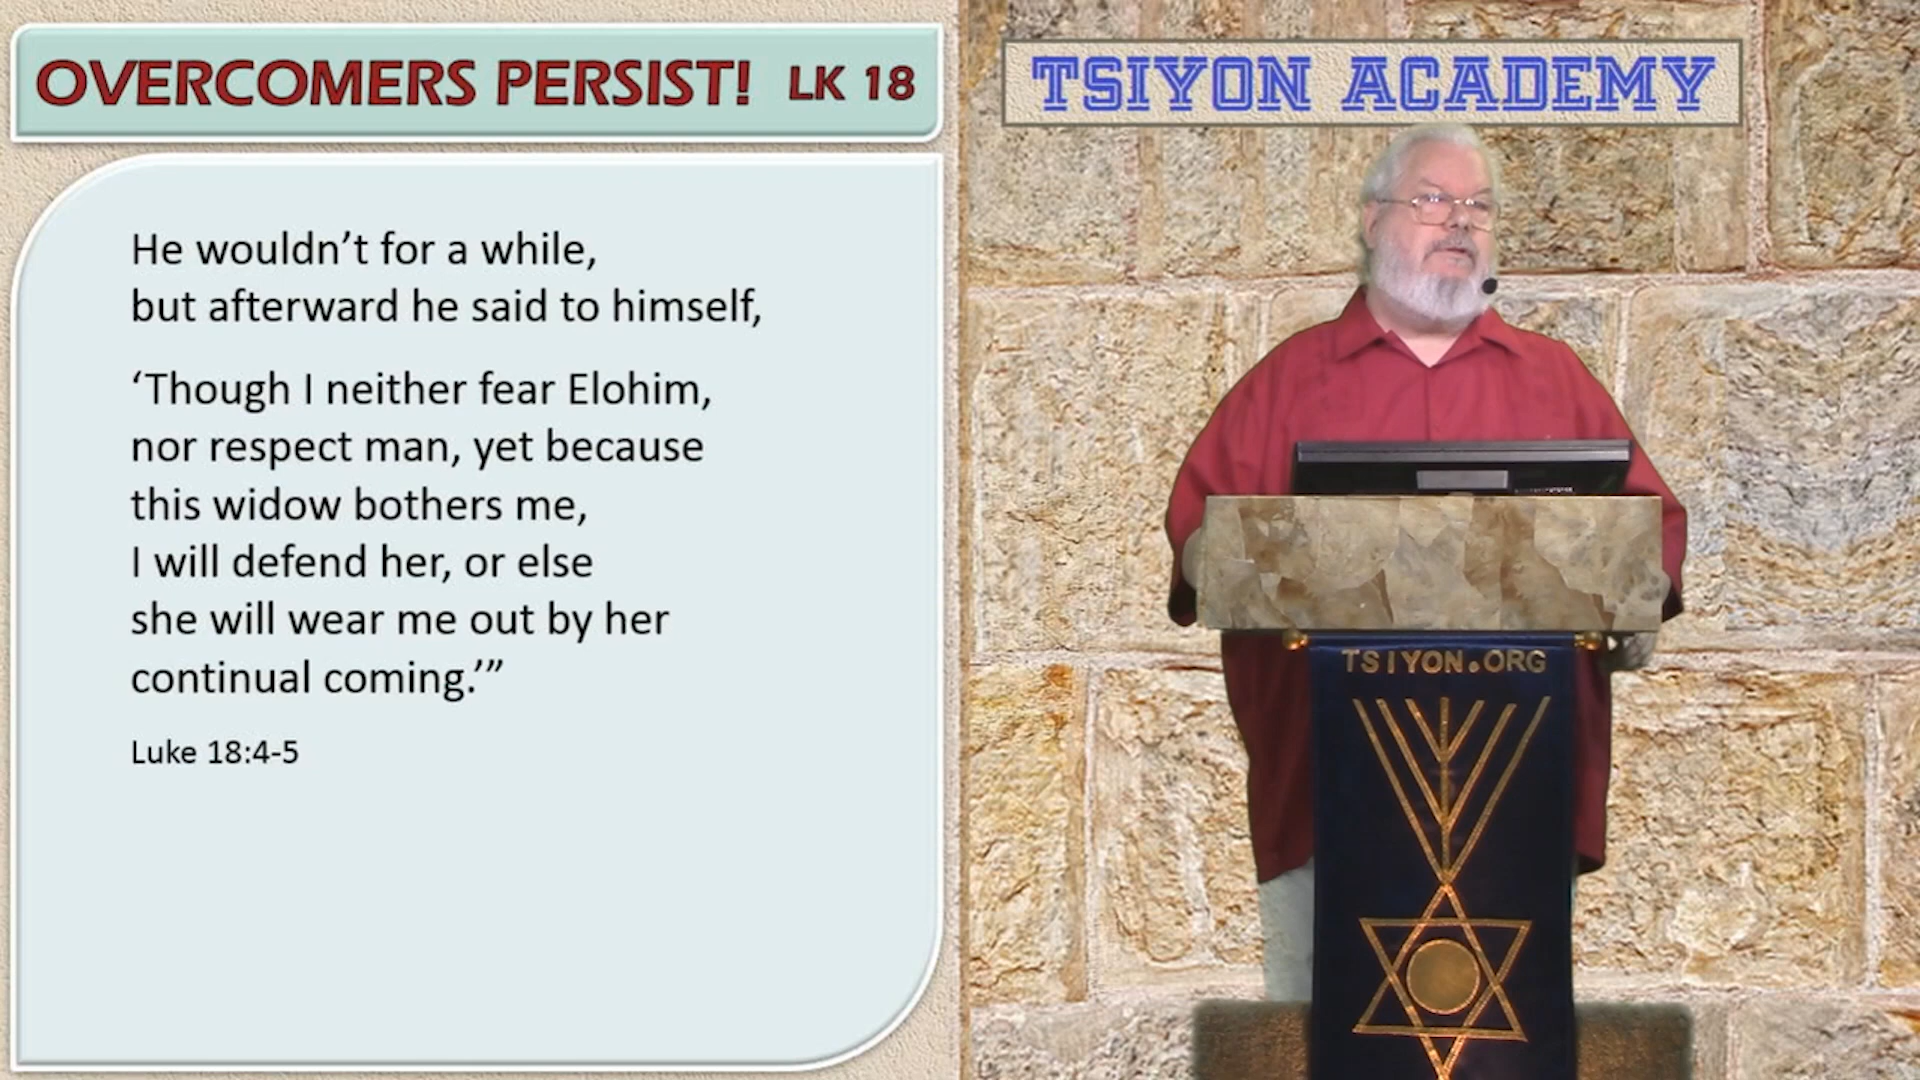 OVERCOMERS PERSIST! LK 18
He wouldn’t for a while,
but afterward he said to himself,
‘Though I neither fear Elohim,
nor respect man, yet because
this widow bothers me,
I will defend her, or else
she will wear me out by her
continual coming.’”
Luke 18:4-5
TSIYON ACADEMY
TSIYON.ORG